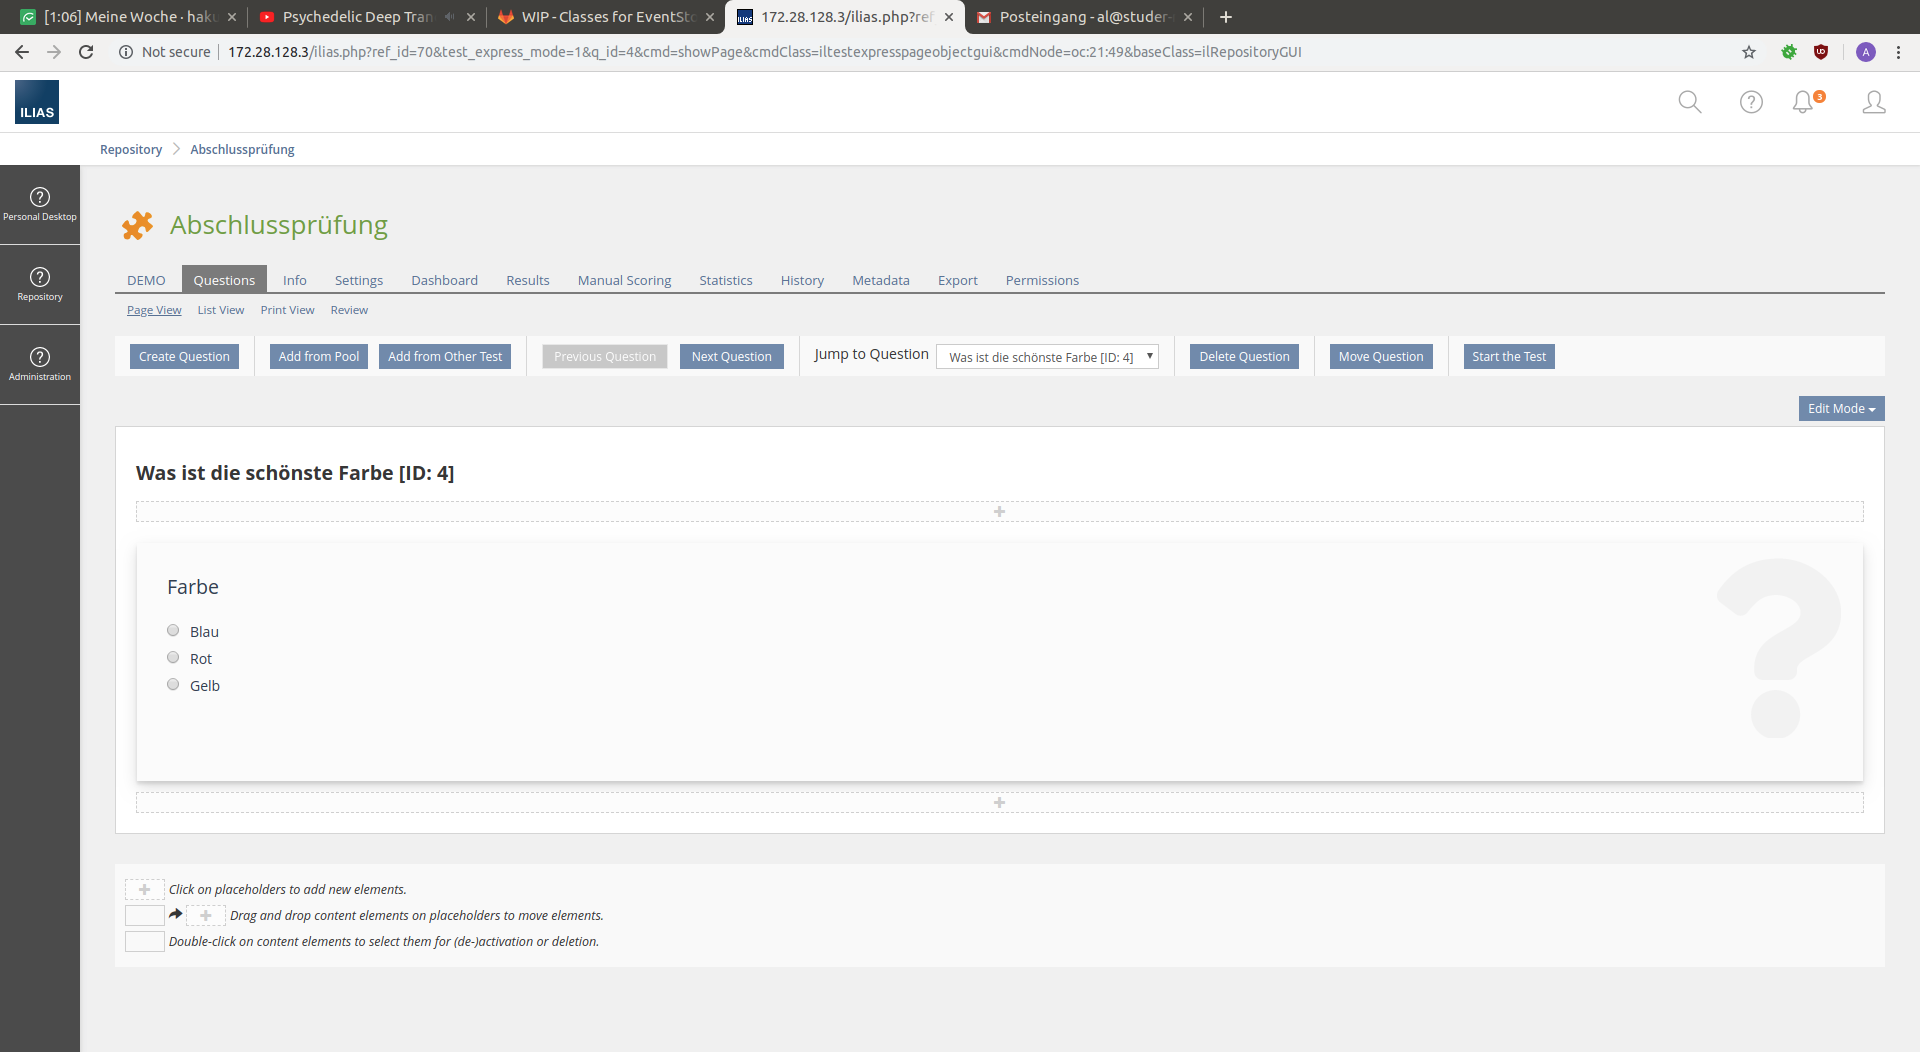 [1:06] Meine Woche · haku
Psychedelic Deep Tran
WIP - Classes for EventSto
172.28.128.3/ilias.php?ref
Posteingang - al@studer-
Not secure
172.28.128.3/ilias.php?ref_id=70&test_express_mode=1&q_id=4&cmd=showPage&cmdClass=iltestexpresspageobjectgui&cmdNode=oc:21:49&baseClass=ilRepositoryGUI
A
ILIAS
3
Repository
Abschlussprüfung
Personal Desktop
Repository
Administration
Abschlussprüfung
DEMO Questions Info Settings Dashboard Results Manual Scoring Statistics History Metadata Export Permissions
Page View List View Print View Review
Create Question Add from Pool Add from Other Test Previous Question Next Question Jump to Question Was ist die schönste Farbe [ID: 4] Delete Question Move Question Start the Test
Edit Mode
Was ist die schönste Farbe [ID: 4]
Farbe
Blau
Rot
Gelb
Click on placeholders to add new elements.
Drag and drop content elements on placeholders to move elements.
Double-click on content elements to select them for (de-)activation or deletion.